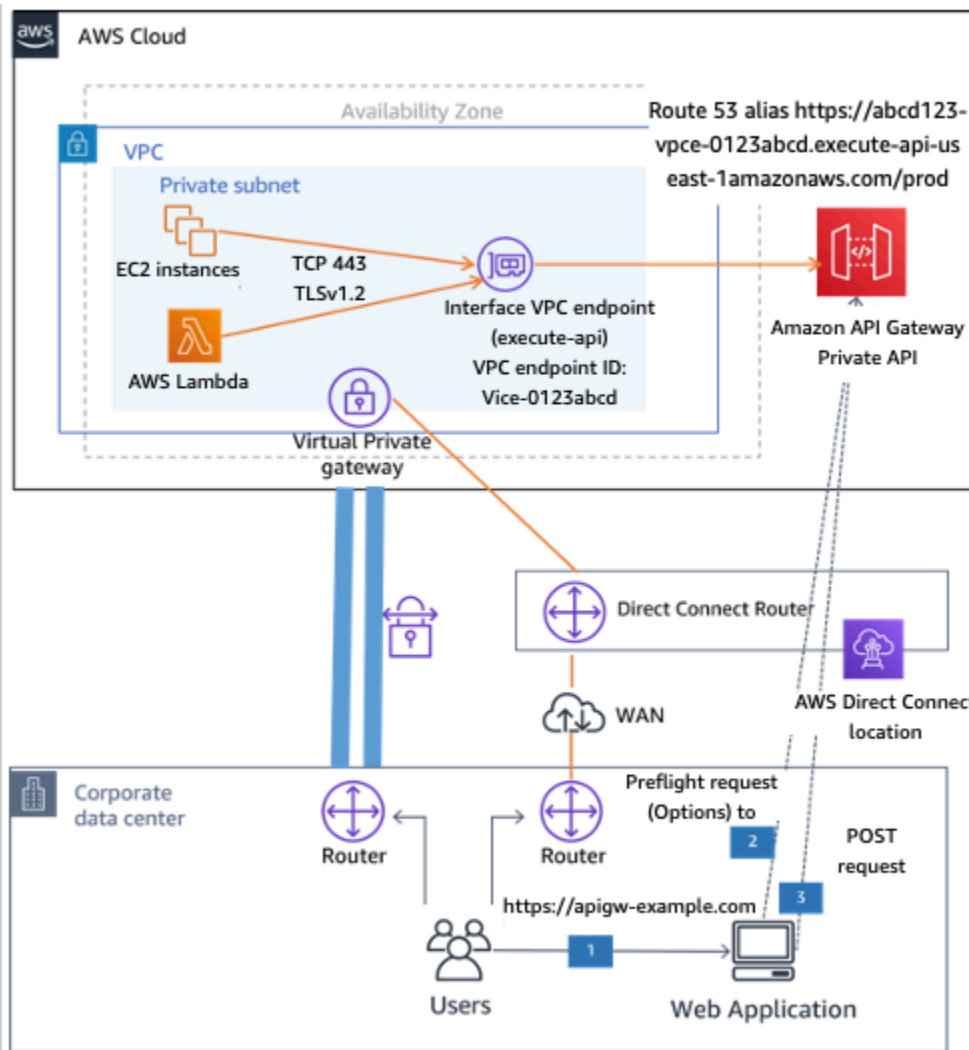 aws
AWS Cloud
Availability Zone
Route 53 alias https://abcd123-
vpce-0123abcd.execute-api-us
east-1amazonaws.com/prod
VPC
Private subnet
EC2 instances
TCP 443
TLSv1.2
Interface VPC endpoint
(execute-api)
VPC endpoint ID:
Vice-0123abcd
AWS Lambda
Amazon API Gateway
Private API
Virtual Private
gateway
Direct Connect Router
AWS Direct Connect
location
WAN
Corporate
data center
Router
Router
Preflight request
(Options) to
2
POST
request
3
https://apigw-example.com
1
Users
Web Application